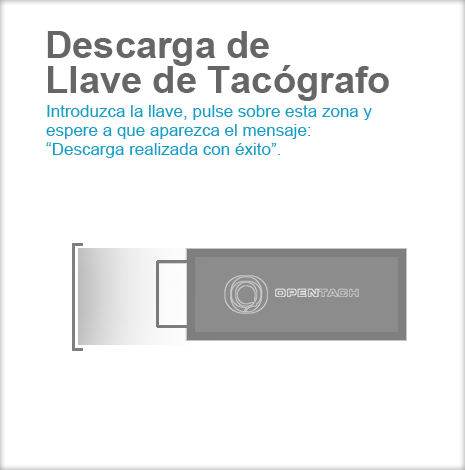 Descarga de
Llave de Tacógrafo
Introduzca la llave, pulse sobre esta zona y
espere a que aparezca el mensaje:
“Descarga realizada con éxito”.
OPENTACH